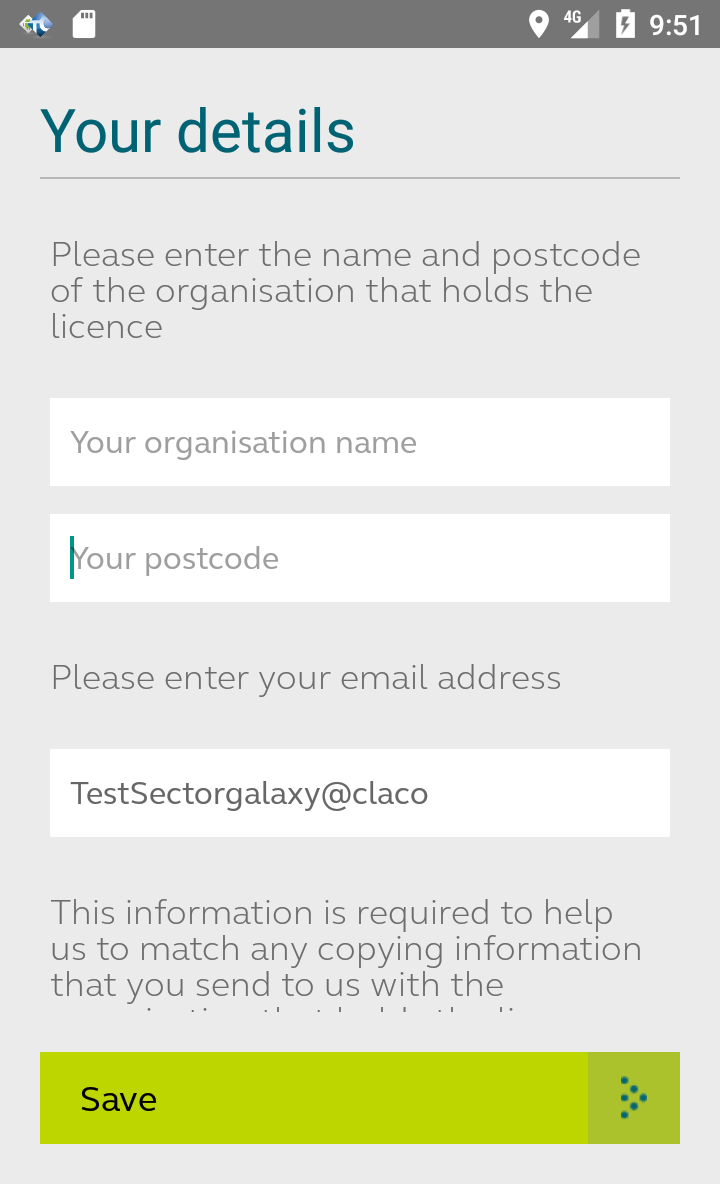 4G 9:51
Your details
Please enter the name and postcode
of the organisation that holds the
licence
Your organisation name
Your postcode
Please enter your email address
TestSectorgalaxy@claco
This information is required to help
us to match any copying information
that you send to us with the
Save